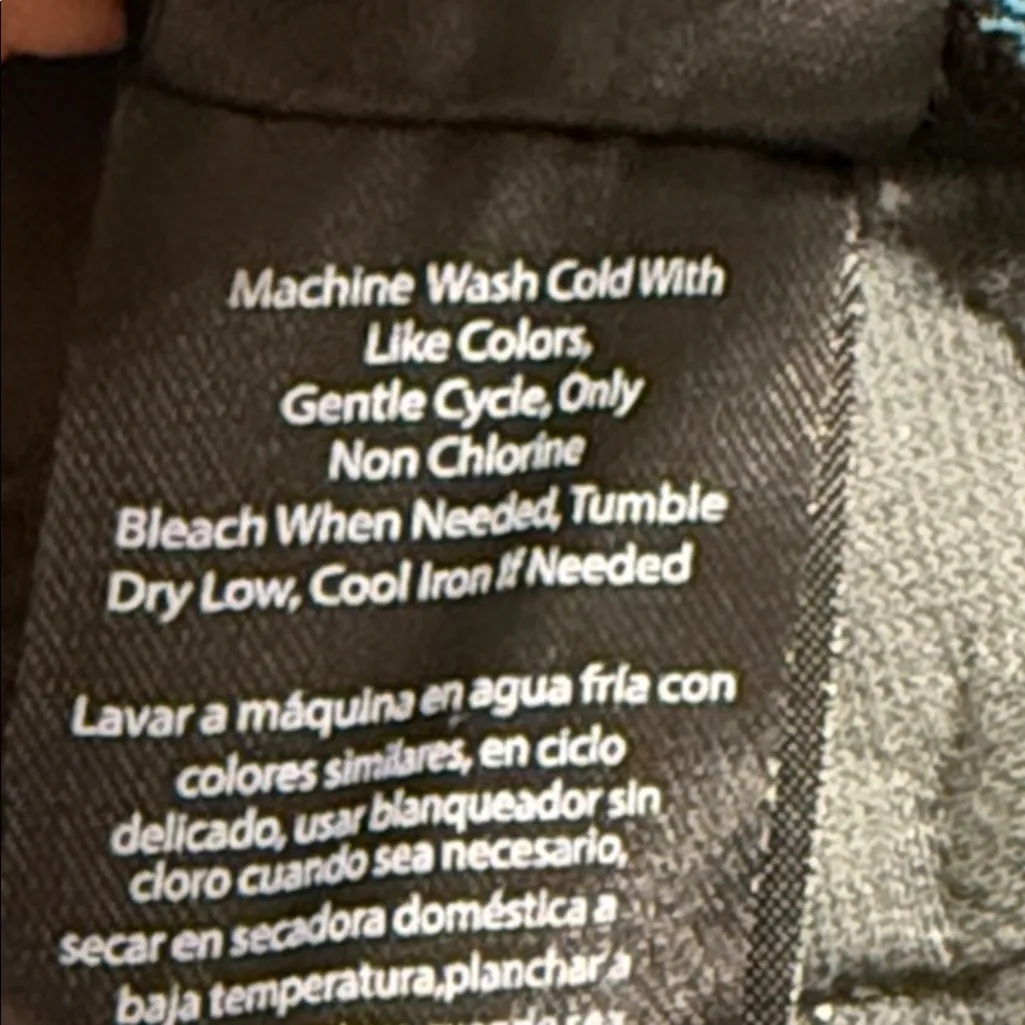 Machine Wash Cold With
Like Colors,
Gentle Cycle, Only
Non Chlorine
Bleach When Needed, Tumble
Dry Low, Cool Iron If Needed
Lavar a máquina en agua fría con
colores similares, en ciclo
delicado, usar blanqueador sin
cloro cuando sea necesario,
secar en secadora doméstica a
baja temperatura,planchar a